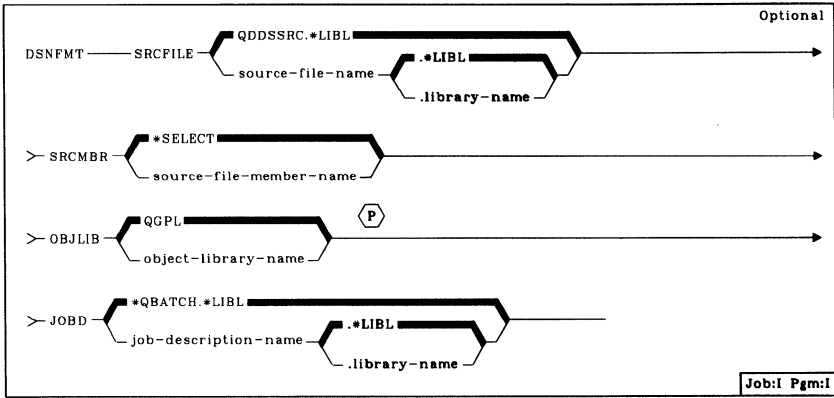 Optional
DSNFMT SRCFILE QDDSSRC.*LIBL
source-file-name .*LIBL
.library-name
SRCMBR *SELECT
source-file-member-name
OBJLIB QGPL P
object-library-name
JOBD *QBATCH.*LIBL
job-description-name .*LIBL
.library-name
Job:I Pgm:I